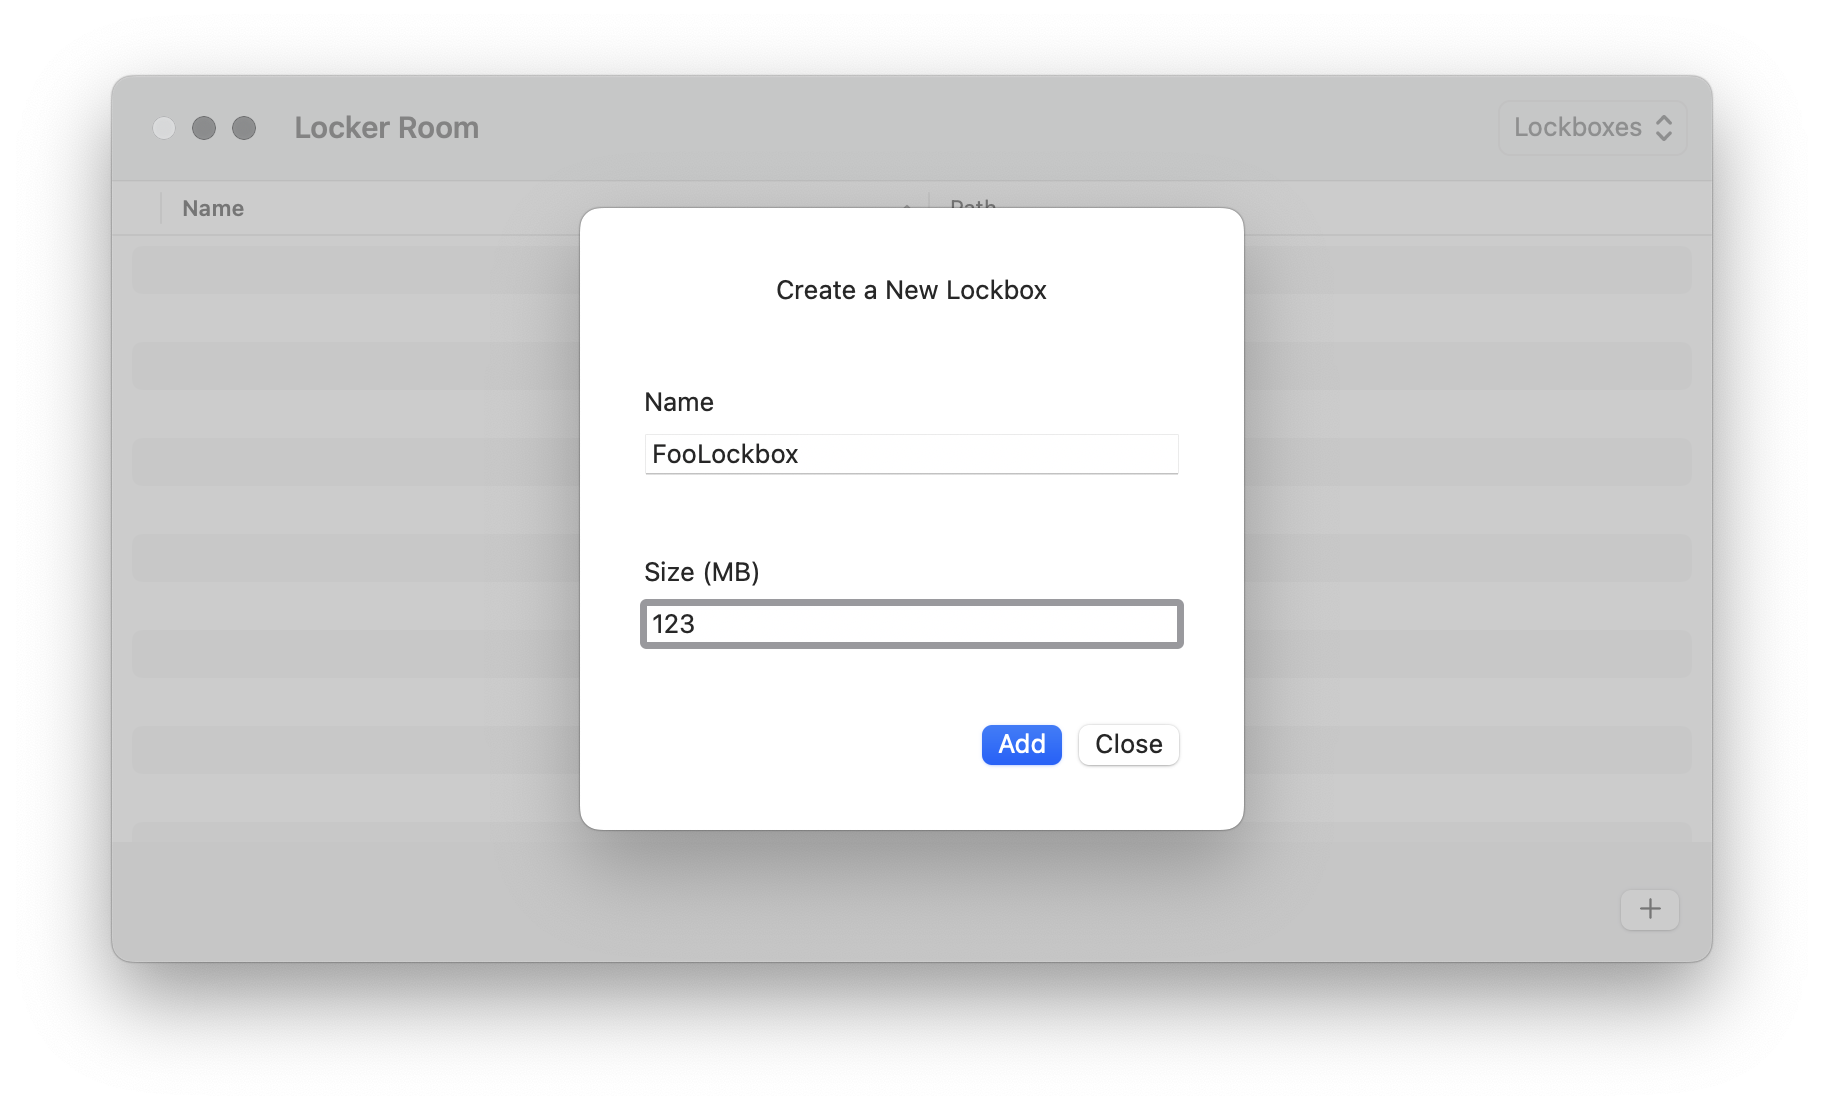 Locker Room
Lockboxes
Name
Path
Create a New Lockbox
Name
FooLockbox
Size (MB)
123
Add
Close